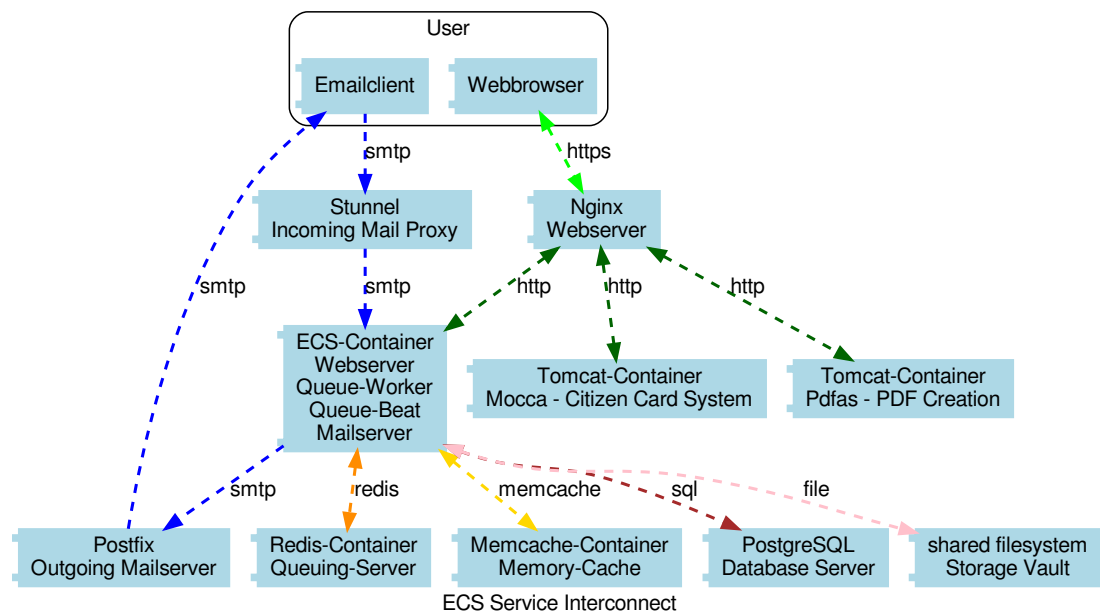 User
Emailclient
Webbrowser
smtp
https
Stunnel
Incoming Mail Proxy
Nginx
Webserver
smtp
smtp
http
http
http
ECS-Container
Webserver
Queue-Worker
Queue-Beat
Mailserver
Tomcat-Container
Mocca - Citizen Card System
Tomcat-Container
Pdfas - PDF Creation
smtp
redis
memcache
sql
file
Postfix
Outgoing Mailserver
Redis-Container
Queuing-Server
Memcache-Container
Memory-Cache
PostgreSQL
Database Server
shared filesystem
Storage Vault
ECS Service Interconnect